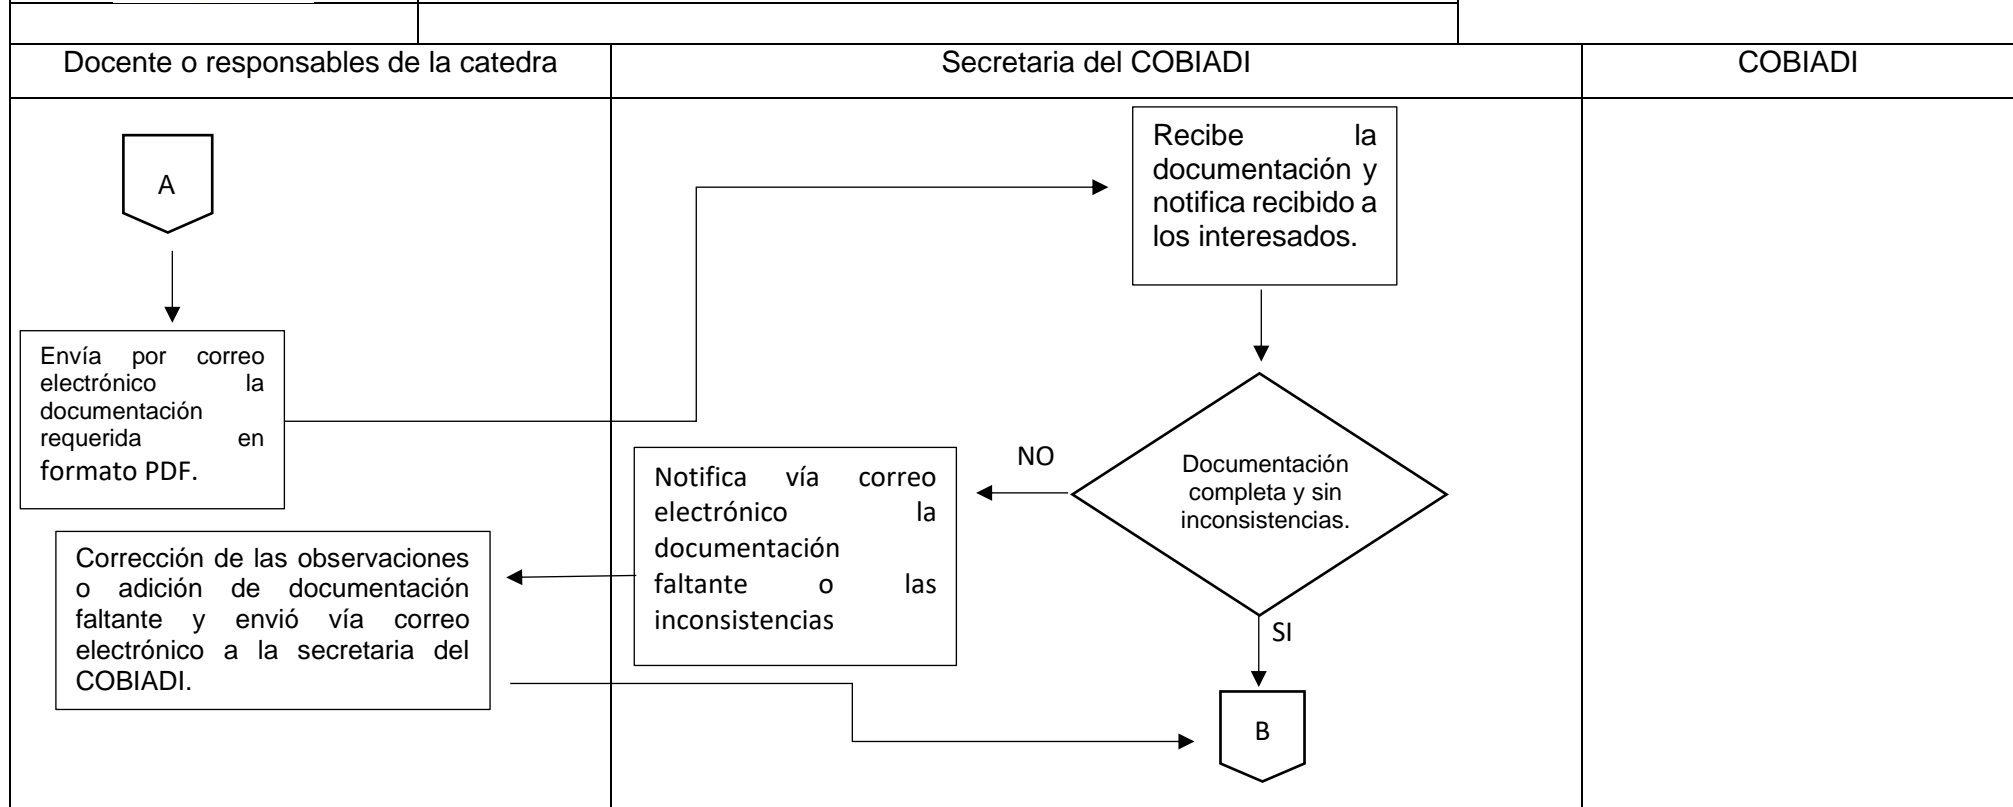 Docente o responsables de la catedra
Secretaria del COBIADI
COBIADI
A
Envía por correo
electrónico la
documentación
requerida en
formato PDF.
Recibe la
documentación y
notifica recibido a
los interesados.
Documentación
completa y sin
inconsistencias.
NO
Notifica vía correo
electrónico la
documentación
faltante o las
inconsistencias
Corrección de las observaciones
o adición de documentación
faltante y envió vía correo
electrónico a la secretaria del
COBIADI.
SI
B